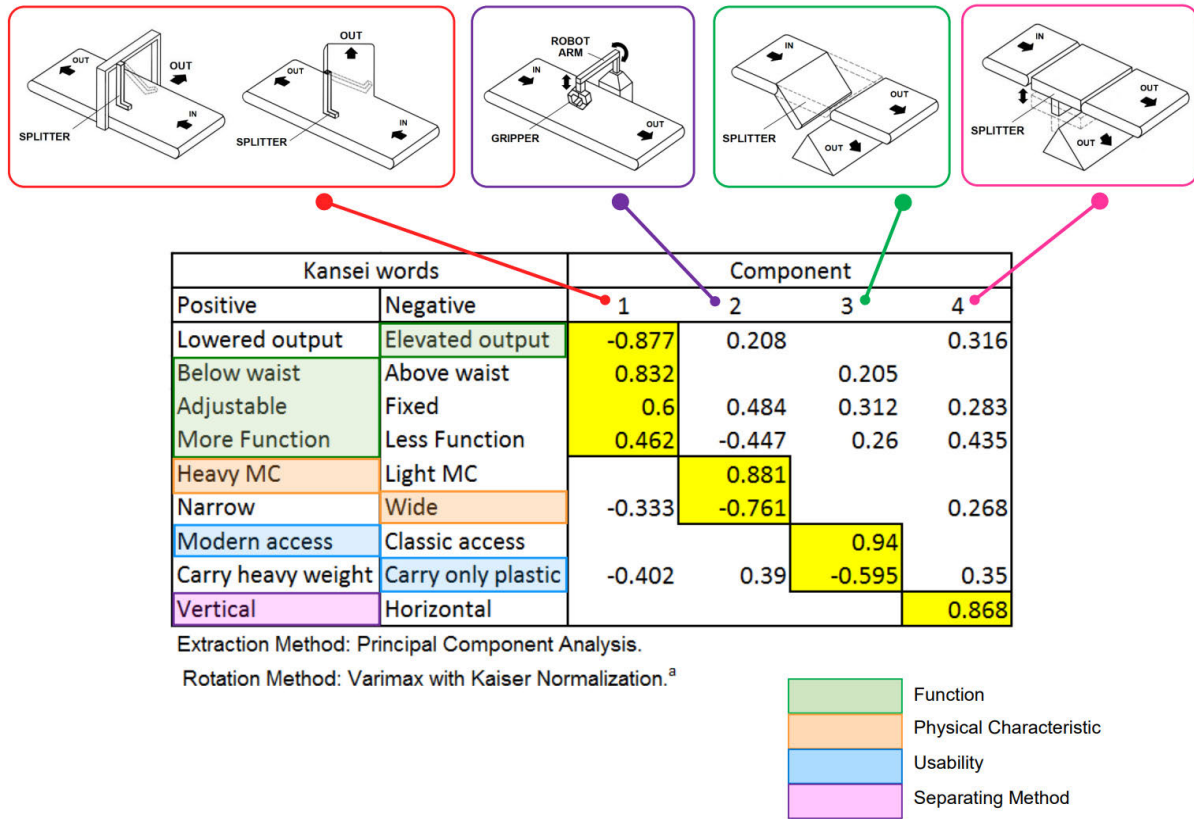 OUT
OUT
IN
SPLITTER
OUT
OUT
IN
SPLITTER
ROBOT
ARM
IN
GRIPPER
OUT
IN
SPLITTER
OUT
OUT
IN
OUT
SPLITTER
OUT
Kansei words Component
Positive Negative 1 2 3 4
Lowered output Elevated output -0.877 0.208 0.316
Below waist Above waist 0.832 0.205
Adjustable Fixed 0.6 0.484 0.312 0.283
More Function Less Function 0.462 -0.447 0.26 0.435
Heavy MC Light MC 0.881
Narrow Wide -0.333 -0.761 0.268
Modern access Classic access 0.94
Carry heavy weight Carry only plastic -0.402 0.39 -0.595 0.35
Vertical Horizontal 0.868
Extraction Method: Principal Component Analysis.
Rotation Method: Varimax with Kaiser Normalization.a
Function
Physical Characteristic
Usability
Separating Method